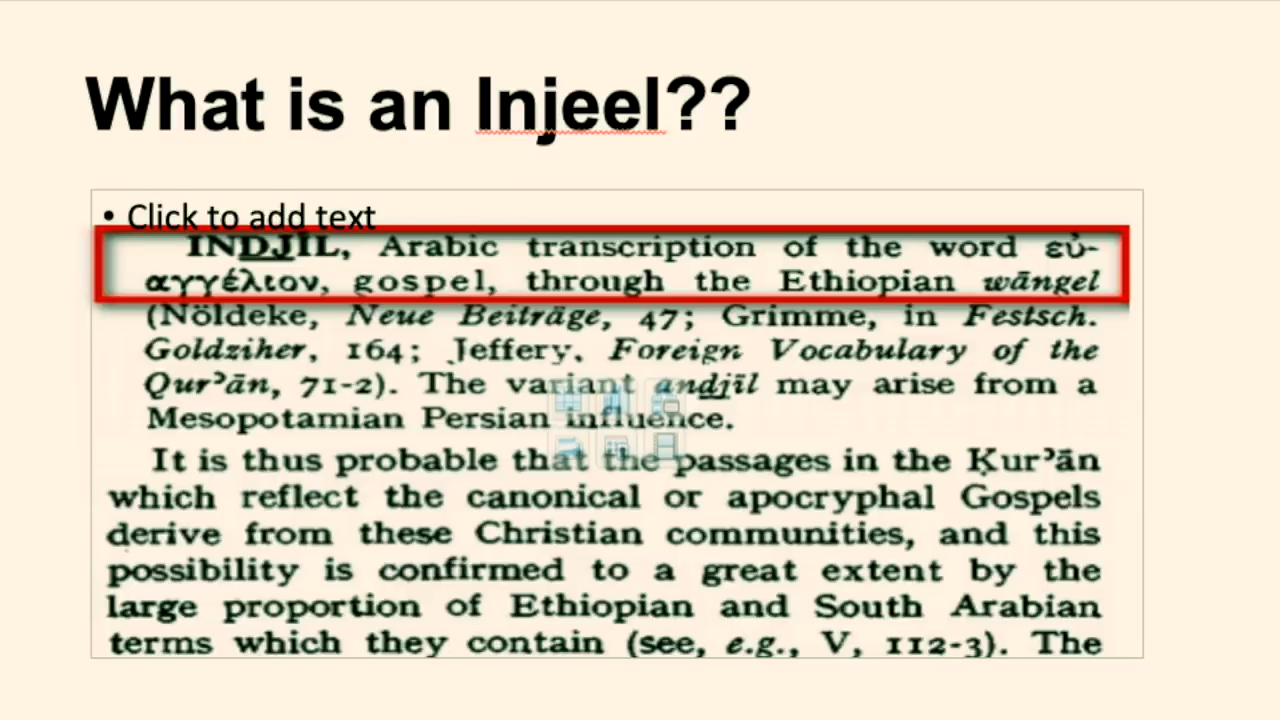 What is an Injeel??
• Click to add text
INDJĪL, Arabic transcription of the word εὐ-
αγγέλιον, gospel, through the Ethiopian wāngel
(Nöldeke, Neue Beiträge, 47; Grimme, in Festsch.
Goldziher, 164; Jeffery, Foreign Vocabulary of the
Qurʾān, 71-2). The variant andjīl may arise from a
Mesopotamian Persian influence.
It is thus probable that the passages in the Ḳurʾān
which reflect the canonical or apocryphal Gospels
derive from these Christian communities, and this
possibility is confirmed to a great extent by the
large proportion of Ethiopian and South Arabian
terms which they contain (see, e.g., V, 112-3). The